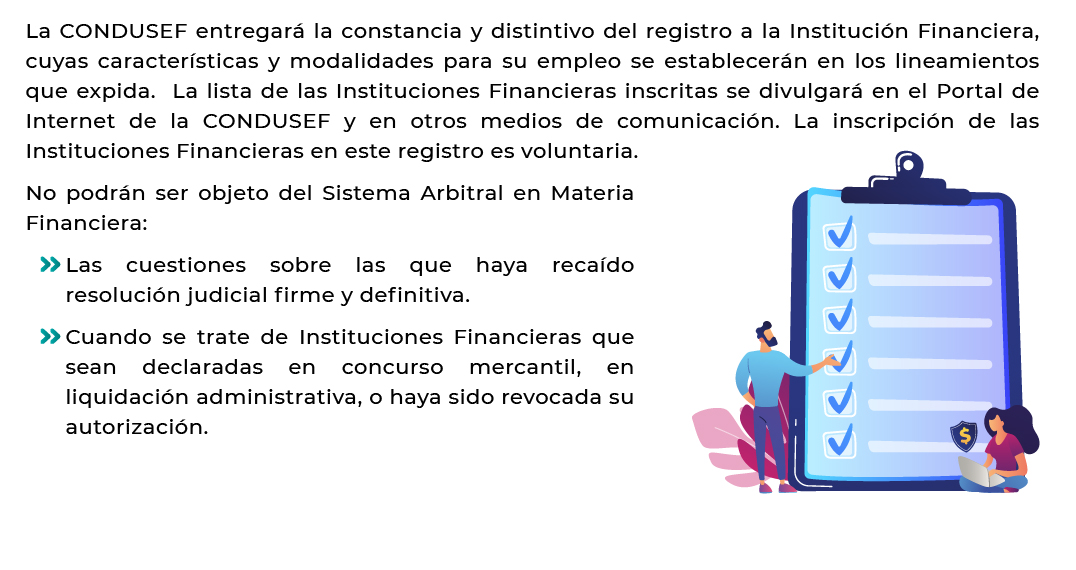 La CONDUSEF entregará la constancia y distintivo del registro a la Institución Financiera,
cuyas características y modalidades para su empleo se establecerán en los lineamientos
que expida. La lista de las Instituciones Financieras inscritas se divulgará en el Portal de
Internet de la CONDUSEF y en otros medios de comunicación. La inscripción de las
Instituciones Financieras en este registro es voluntaria.
No podrán ser objeto del Sistema Arbitral en Materia
Financiera:
Las cuestiones sobre las que haya recaído
resolución judicial firme y definitiva.
Cuando se trate de Instituciones Financieras que
sean declaradas en concurso mercantil, en
liquidación administrativa, o haya sido revocada su
autorización.
$